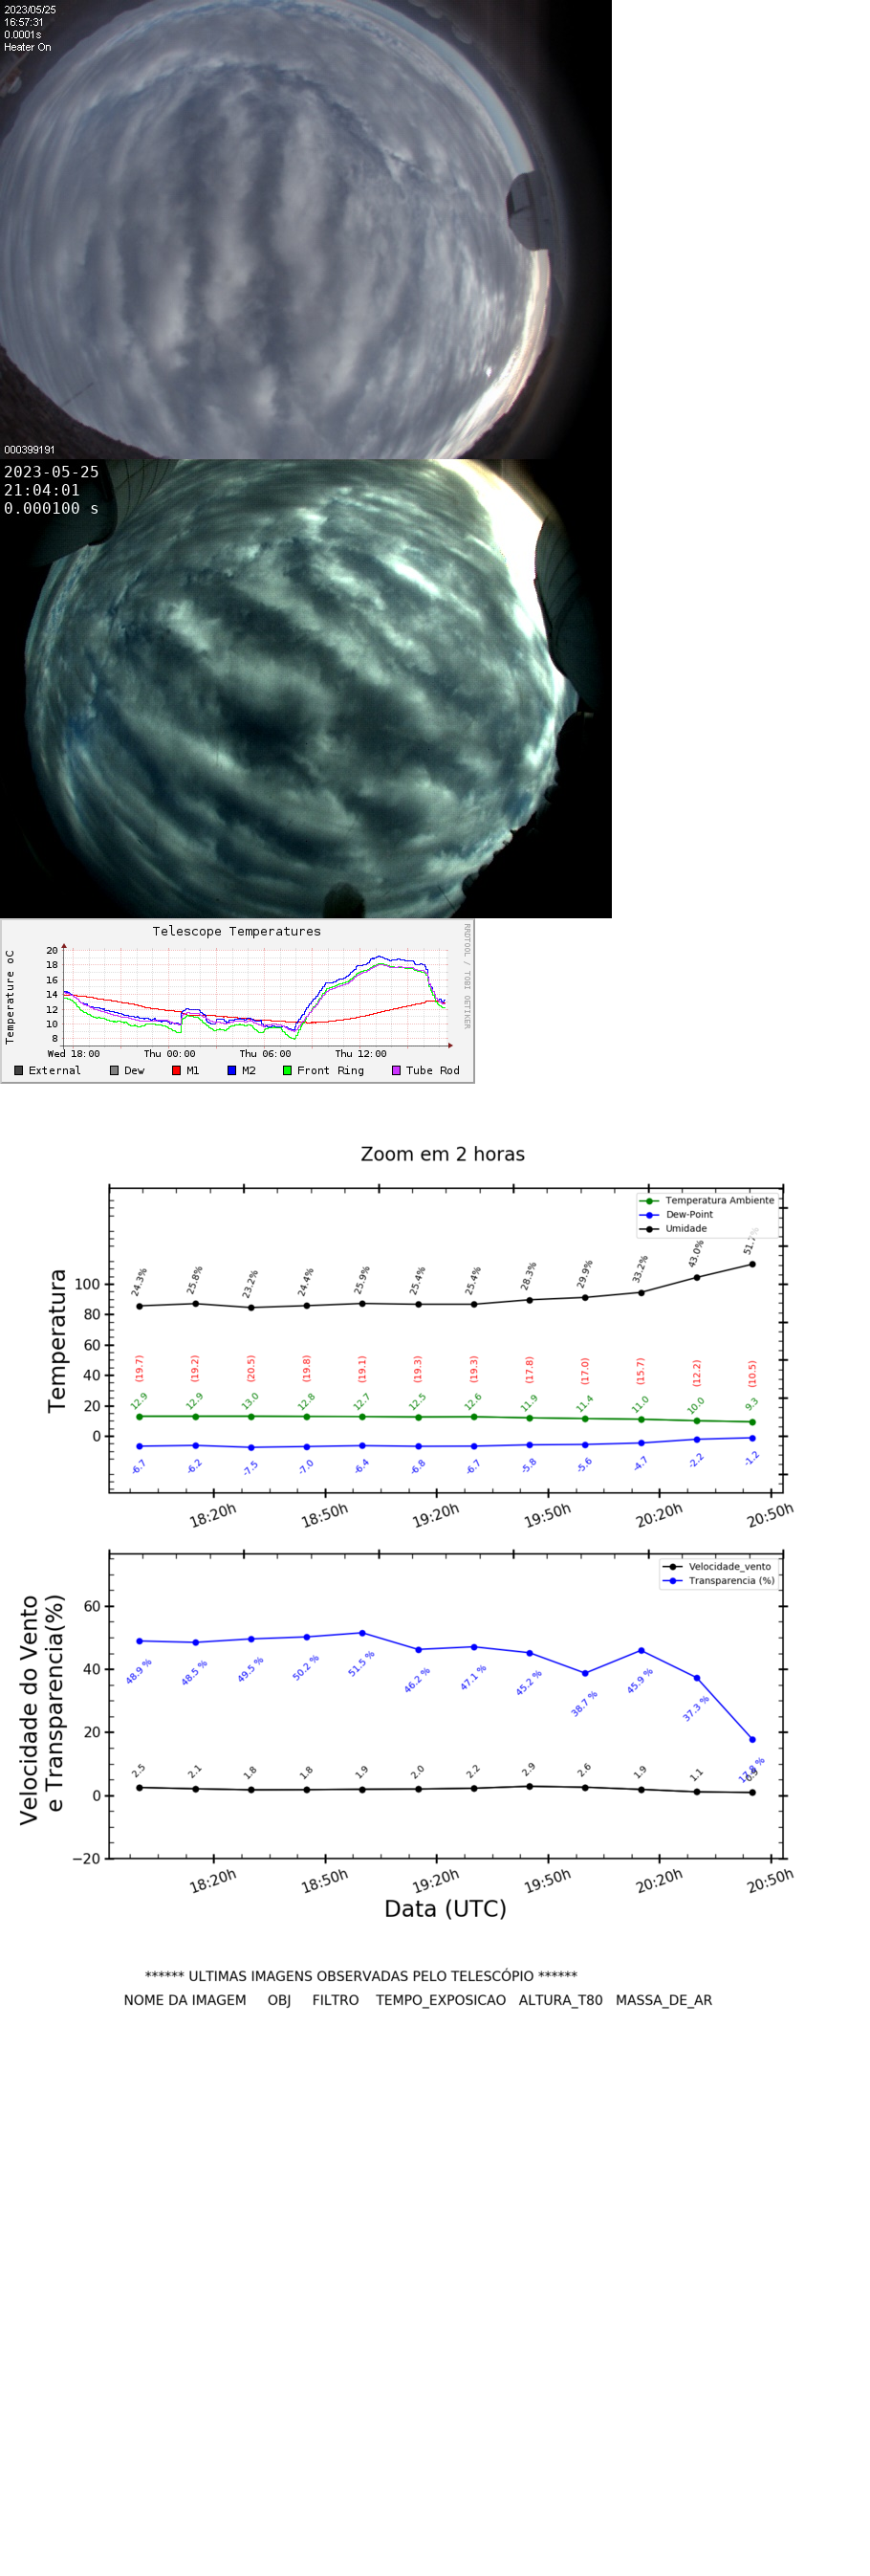 2023/05/25
16:57:31
0.0001s
Heater On
000399191
2023-05-25
21:04:01
0.000100 s
Telescope Temperatures
RRDTOOL / TOBI OETIKER
Temperature oC
20
18
16
14
12
10
8
Wed 18:00 Thu 00:00 Thu 06:00 Thu 12:00
External Dew M1 M2 Front Ring Tube Rod
Zoom em 2 horas
Temperatura Ambiente
Dew-Point
Umidade
Temperatura
100
80
60
40
20
0
24.3% 25.8% 23.2% 24.4% 25.9% 25.4% 25.4% 28.3% 29.9% 33.2% 43.0%
(19.7) (19.2) (20.5) (19.8) (19.1) (19.3) (19.3) (17.8) (17.0) (15.7) (12.2) (10.5)
12.9 12.9 13.0 12.8 12.7 12.5 12.6 11.9 11.4 11.0 10.0 9.3
-6.7 -6.2 -7.5 -7.0 -6.4 -6.8 -6.7 -5.8 -5.6 -4.7 -2.2 -1.2
18:20h 18:50h 19:20h 19:50h 20:20h 20:50h
Velocidade_vento
Transparencia (%)
Velocidade do Vento
e Transparencia(%)
60
40
20
0
−20
48.9 % 48.5 % 49.5 % 50.2 % 51.5 % 46.2 % 47.1 % 45.2 % 38.7 % 45.9 % 37.3 %
2.5 2.1 1.8 1.8 1.9 2.0 2.2 2.9 2.6 1.9 1.1
18:20h 18:50h 19:20h 19:50h 20:20h 20:50h
Data (UTC)
****** ULTIMAS IMAGENS OBSERVADAS PELO TELESCÓPIO ******
NOME DA IMAGEM OBJ FILTRO TEMPO_EXPOSICAO ALTURA_T80 MASSA_DE_AR